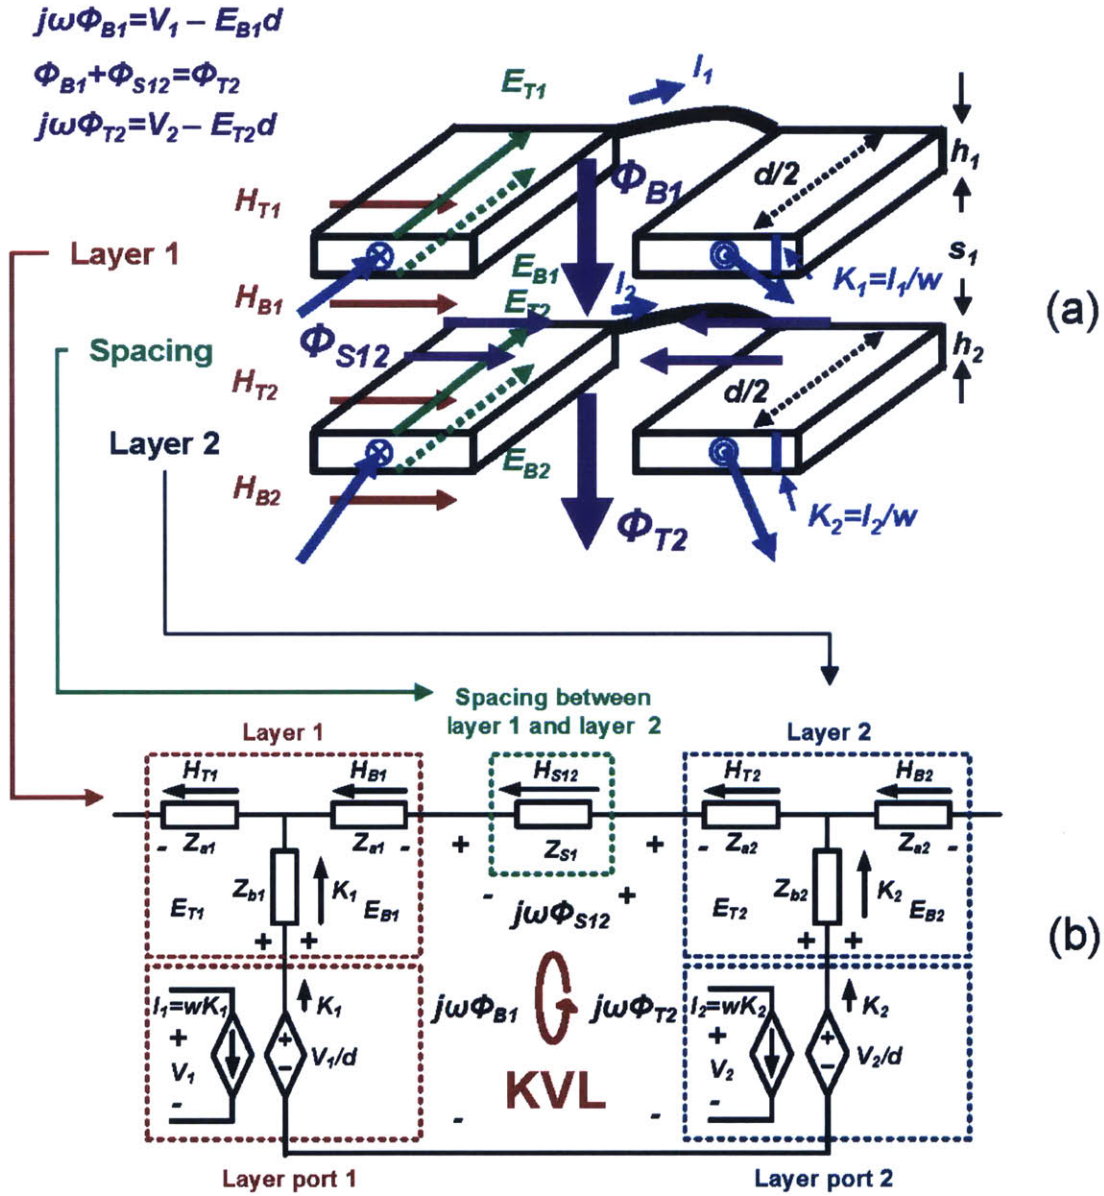 jωΦB1=V1 – EB1d
ΦB1+ΦS12=ΦT2
jωΦT2=V2 – ET2d
ET1
I1
h1
ΦB1
d/2
HT1
Layer 1
s1
EB1
K1=I1/w
HB1
ET2
I2
(a)
ΦS12
Spacing
h2
HT2
d/2
Layer 2
EB2
HB2
K2=I2/w
ΦT2
Spacing between
layer 1 and layer 2
Layer 1
Layer 2
HT1
HB1
HS12
HT2
HB2
- Za1 Za1 -
+ ZS1 +
- Za2 Za2 -
Zb1
K1
- +
Zb2
K2
ET1
EB1
jωΦS12
ET2
EB2
+ +
+ +
(b)
I1=wK1
K1
jωΦB1
jωΦT2
I2=wK2
K2
+
V1
-
+
-
V1/d
+
V2
-
+
-
V2/d
KVL
- -
Layer port 1
Layer port 2